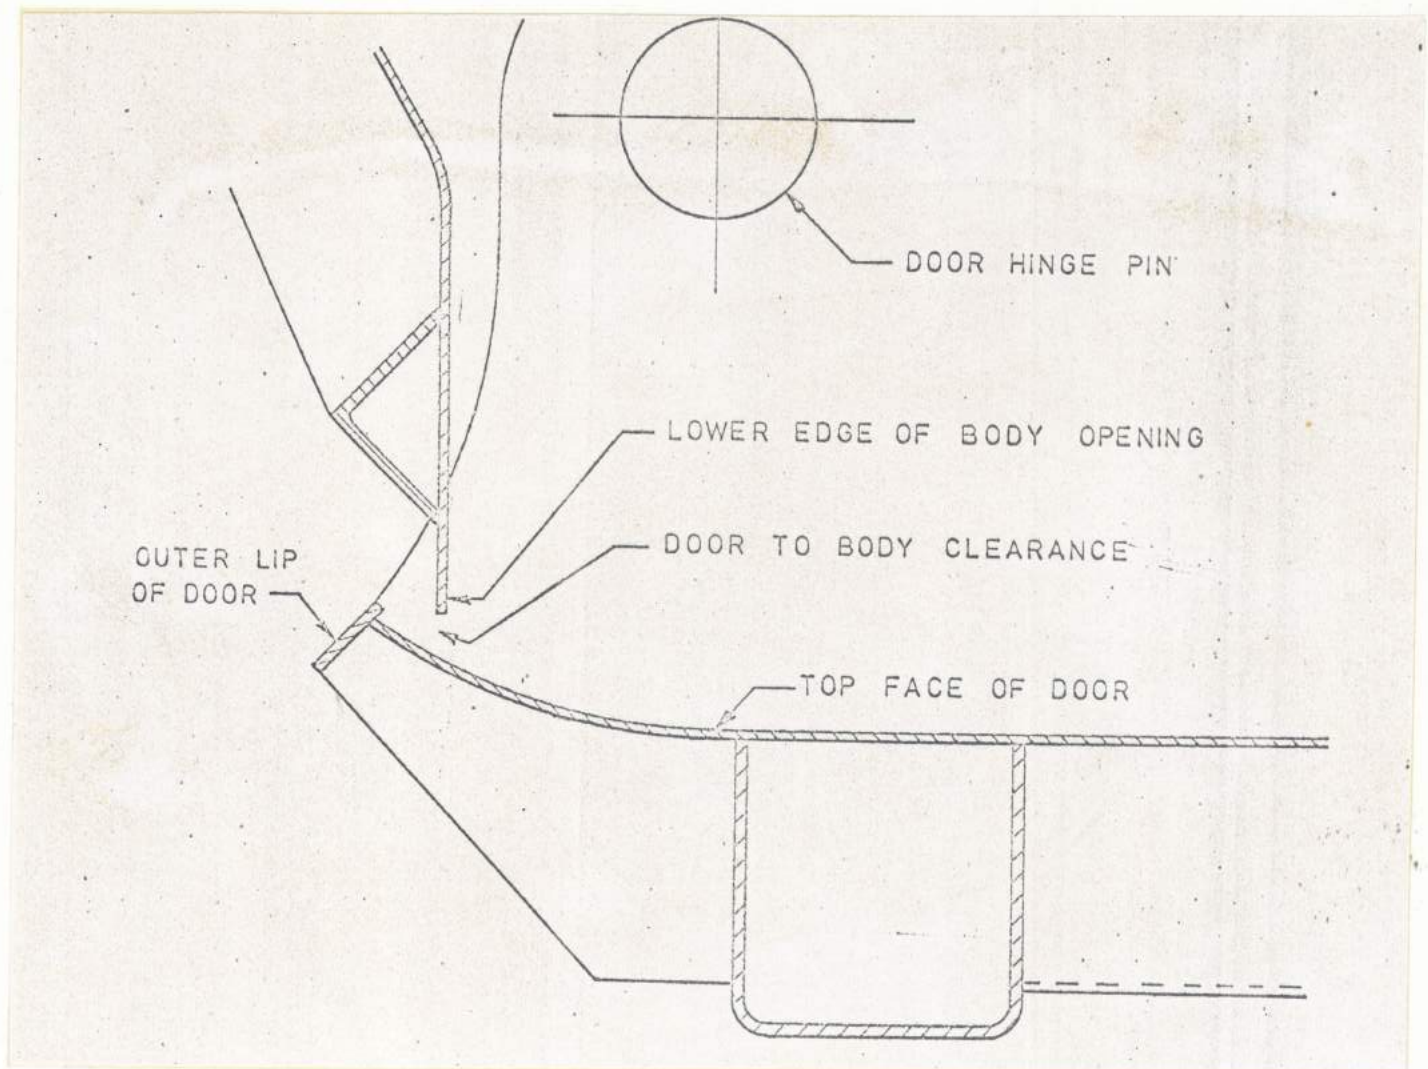 DOOR HINGE PIN
LOWER EDGE OF BODY OPENING
DOOR TO BODY CLEARANCE
OUTER LIP
OF DOOR
TOP FACE OF DOOR